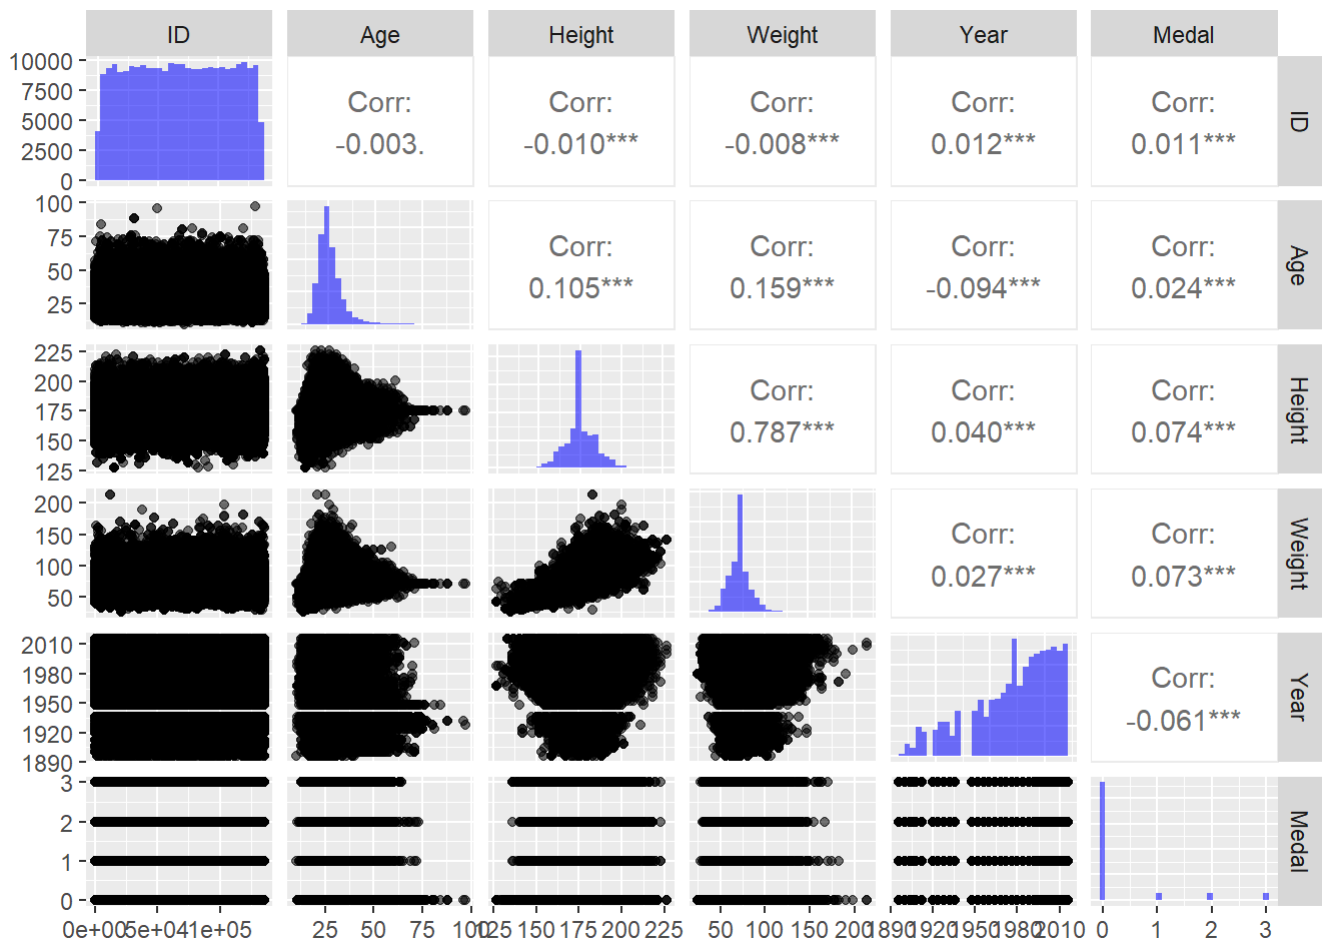 ID Age Height Weight Year Medal
10000
7500
5000
2500
0
Corr:
-0.003.
Corr:
-0.010***
Corr:
-0.008***
Corr:
0.012***
Corr:
0.011***
ID
100
75
50
25
Corr:
0.105***
Corr:
0.159***
Corr:
-0.094***
Corr:
0.024***
Age
225
200
175
150
125
Corr:
0.787***
Corr:
0.040***
Corr:
0.074***
Height
200
150
100
50
Corr:
0.027***
Corr:
0.073***
Weight
2010
1980
1950
1920
1890
Corr:
-0.061***
Year
3
2
1
0
Medal
0e+00 5e+04 1e+05 25 50 75 100 125 150 175 200 225 50 100 150 200 1890 1920 1950 1980 2010 0 1 2 3